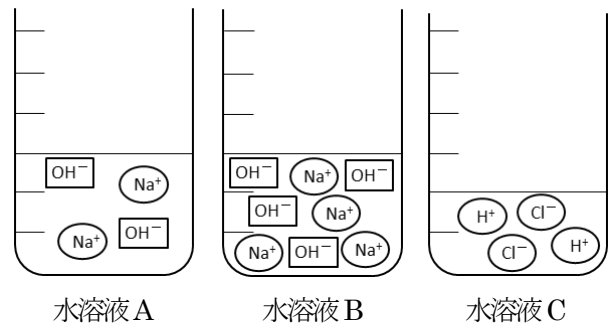 OH⁻ Na⁺
Na⁺ OH⁻
OH⁻ Na⁺ OH⁻
OH⁻ Na⁺
Na⁺ OH⁻ Na⁺
H⁺ Cl⁻
Cl⁻ H⁺
水溶液A 水溶液B 水溶液C